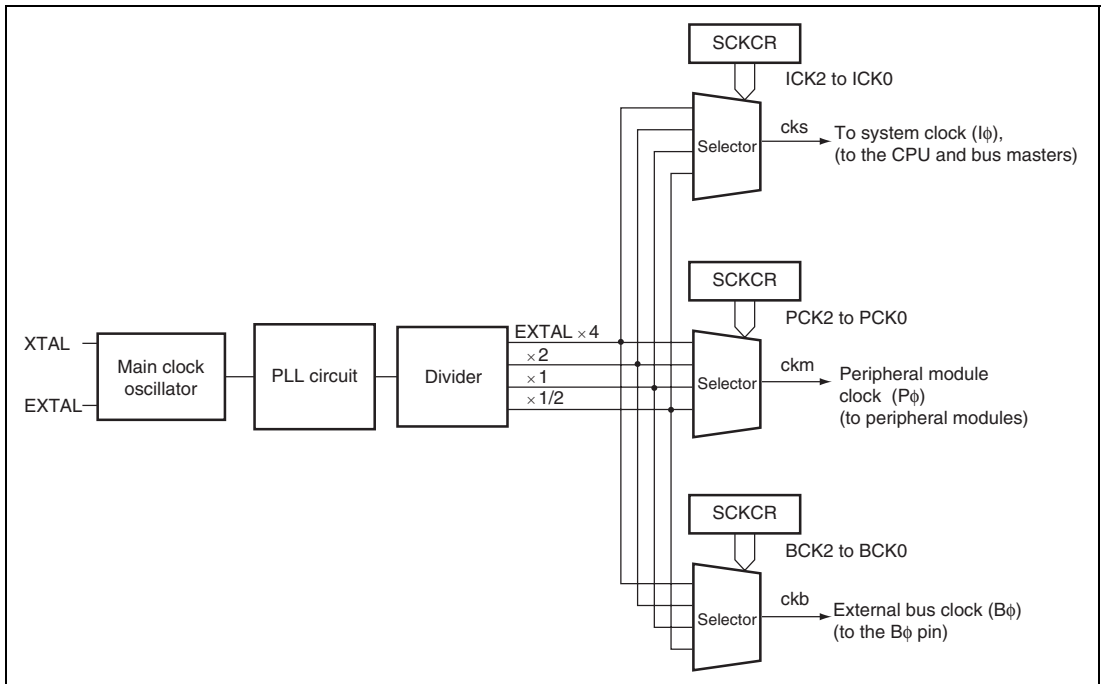 SCKCR
ICK2 to ICK0
Selector
cks
To system clock (Iϕ),
(to the CPU and bus masters)
SCKCR
PCK2 to PCK0
XTAL
EXTAL
Main clock
oscillator
PLL circuit
Divider
EXTAL × 4
× 2
× 1
× 1/2
Selector
ckm
Peripheral module
clock (Pϕ)
(to peripheral modules)
SCKCR
BCK2 to BCK0
Selector
ckb
External bus clock (Bϕ)
(to the Bϕ pin)